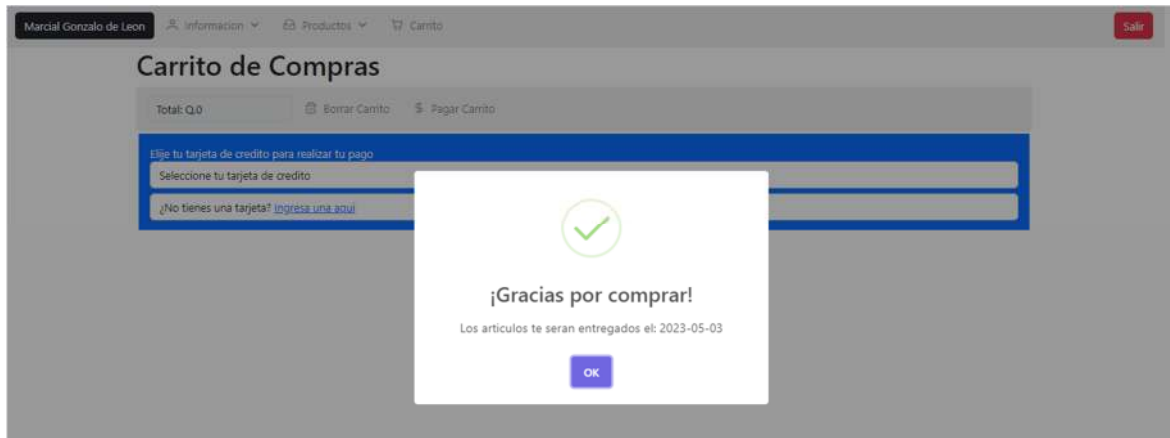 Marcial Gonzalo de Leon Informacion Productos Carrito Salir
Carrito de Compras
Total: Q.0 Borrar Carrito $ Pagar Carrito
Elije tu tarjeta de credito para realizar tu pago
Seleccione tu tarjeta de credito
¿No tienes una tarjeta? Ingresa una aqui
¡Gracias por comprar!
Los articulos te seran entregados el: 2023-05-03
OK